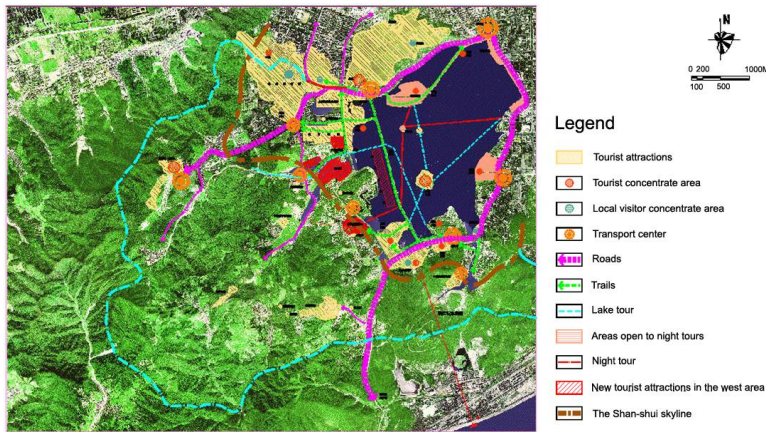 N
0 200 1000M
100 500
Legend
Tourist attractions
Tourist concentrate area
Local visitor concentrate area
Transport center
Roads
Trails
Lake tour
Areas open to night tours
Night tour
New tourist attractions in the west area
The Shan-shui skyline